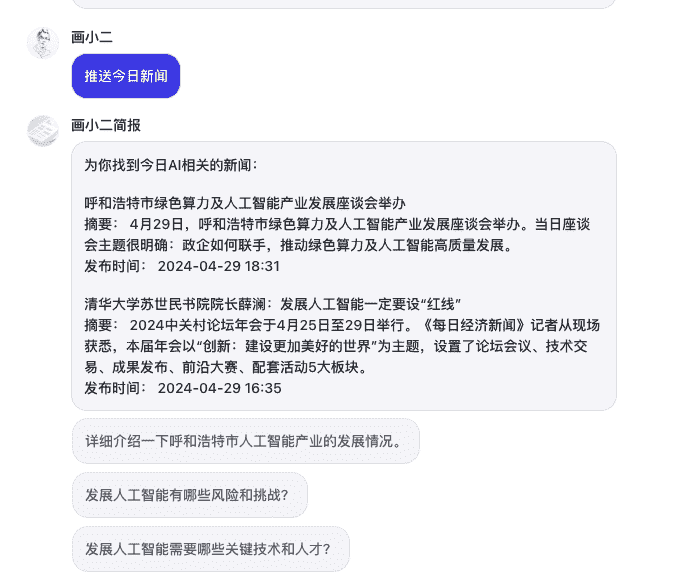 画小二
推送今日新闻
画小二简报
为你找到今日AI相关的新闻：
呼和浩特市绿色算力及人工智能产业发展座谈会举办
摘要： 4月29日，呼和浩特市绿色算力及人工智能产业发展座谈会举办。当日座谈
会主题很明确：政企如何联手，推动绿色算力及人工智能高质量发展。
发布时间： 2024-04-29 18:31
清华大学苏世民书院院长薛澜：发展人工智能一定要设“红线”
摘要： 2024中关村论坛年会于4月25日至29日举行。《每日经济新闻》记者从现场
获悉，本届年会以“创新：建设更加美好的世界”为主题，设置了论坛会议、技术交
易、成果发布、前沿大赛、配套活动5大板块。
发布时间： 2024-04-29 16:35
详细介绍一下呼和浩特市人工智能产业的发展情况。
发展人工智能有哪些风险和挑战？
发展人工智能需要哪些关键技术和人才？